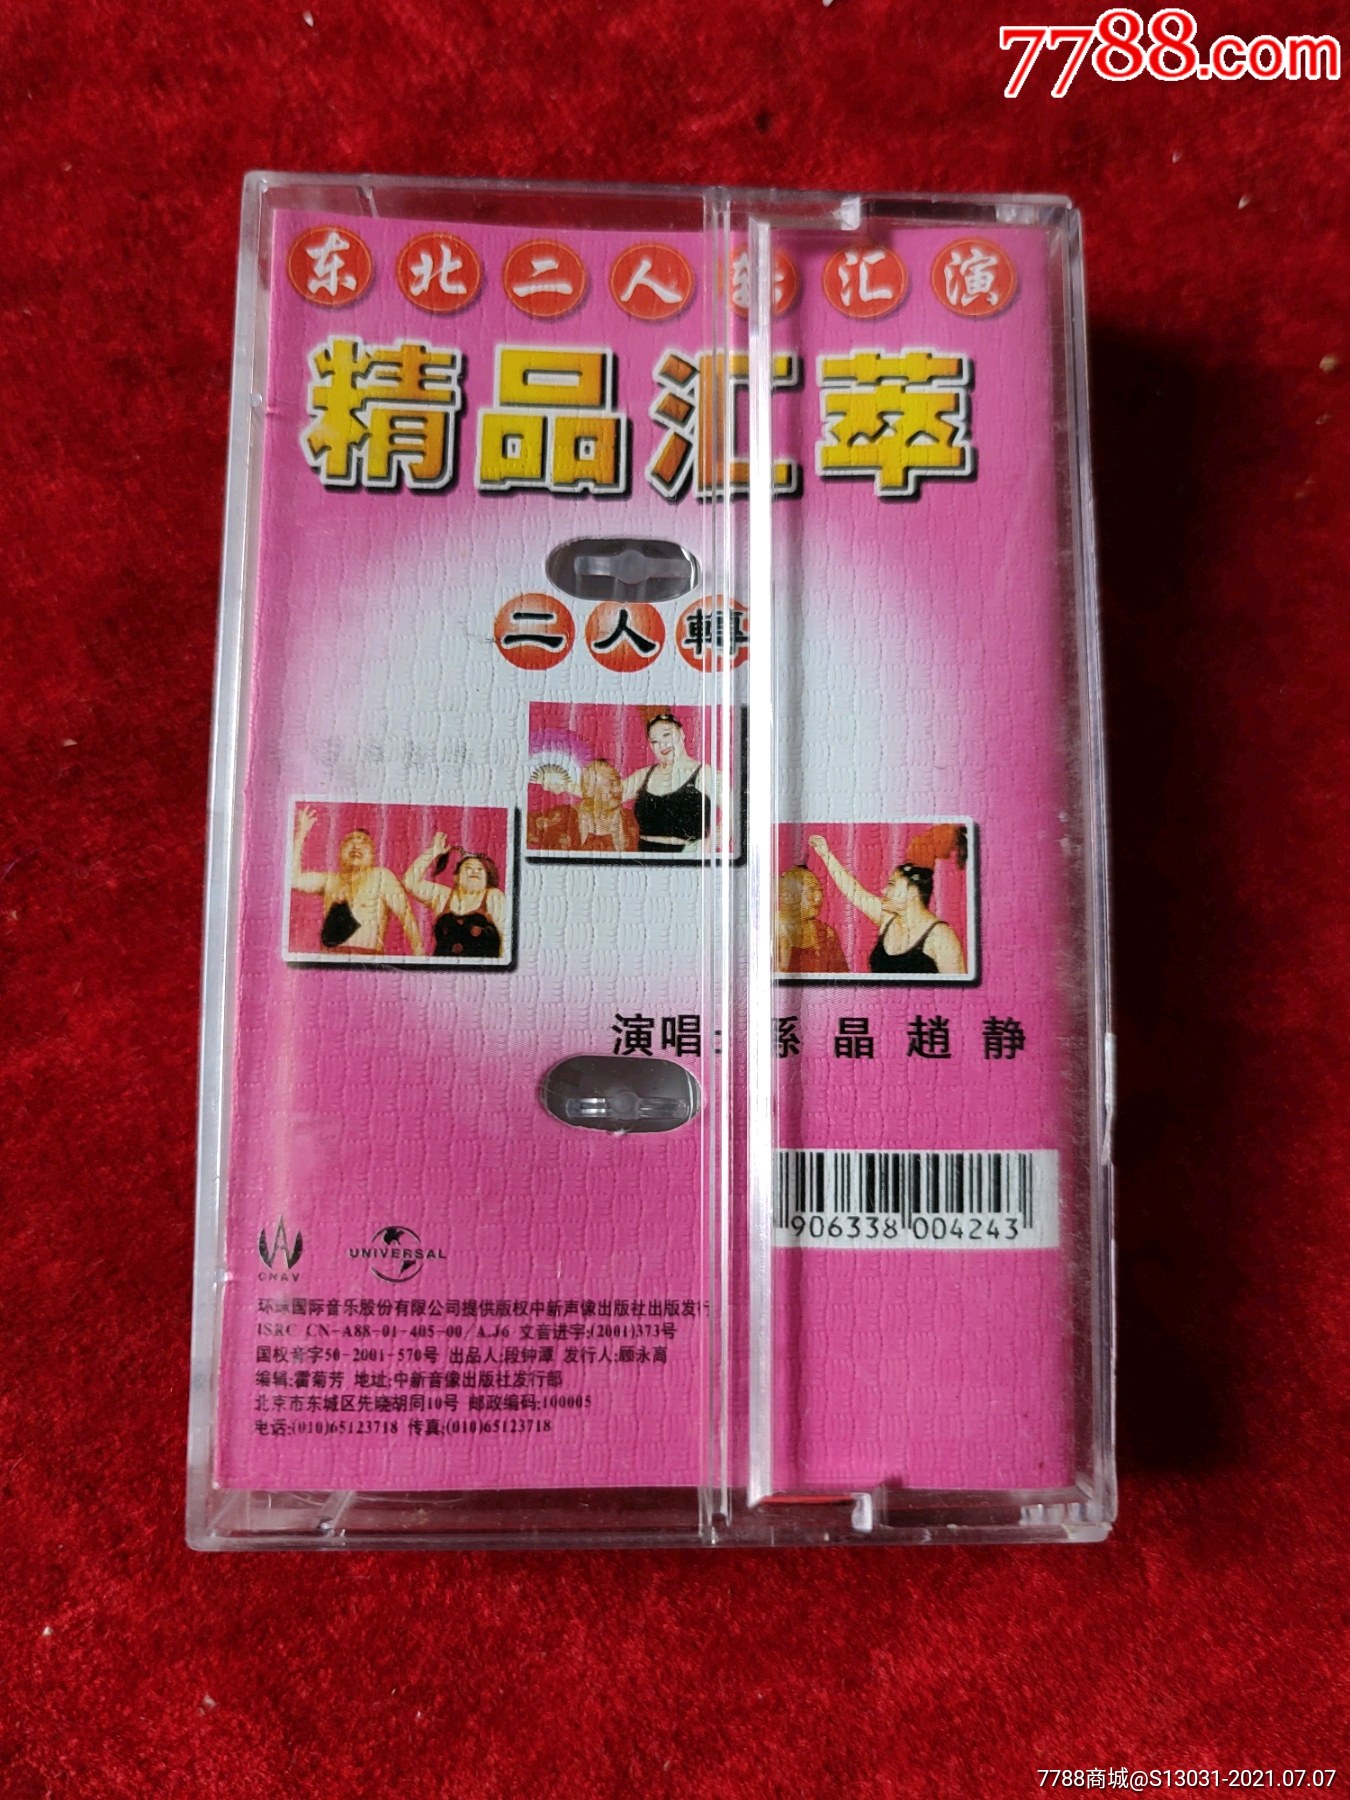 7788.com
东北二人转汇演
精品汇萃
二人轉
演唱:孫晶 趙静
906338 004243
CNAV
UNIVERSAL
环球国际音乐股份有限公司提供版权中新声像出版社出版发行
ISRC CN-A88-01-405-00/A.J6 文音进字:(2001)373号
国权音字50-2001-570号 出品人:段钟潭 发行人:顾永高
编辑:霍菊芳 地址:中新音像出版社发行部
北京市东城区先晓胡同10号 邮政编码:100005
电话:(010)65123718 传真:(010)65123718
7788商城@S13031-2021.07.07